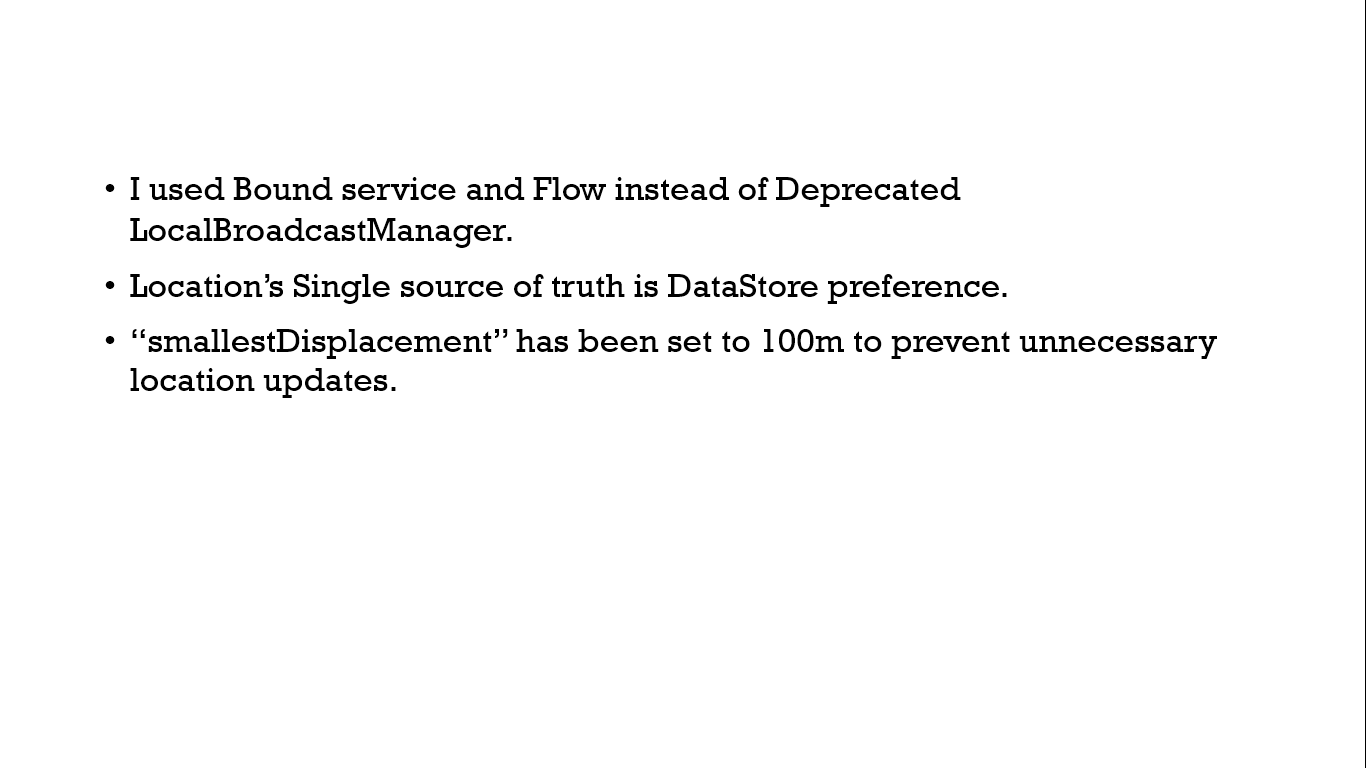 • I used Bound service and Flow instead of Deprecated
LocalBroadcastManager.
• Location’s Single source of truth is DataStore preference.
• “smallestDisplacement” has been set to 100m to prevent unnecessary
location updates.